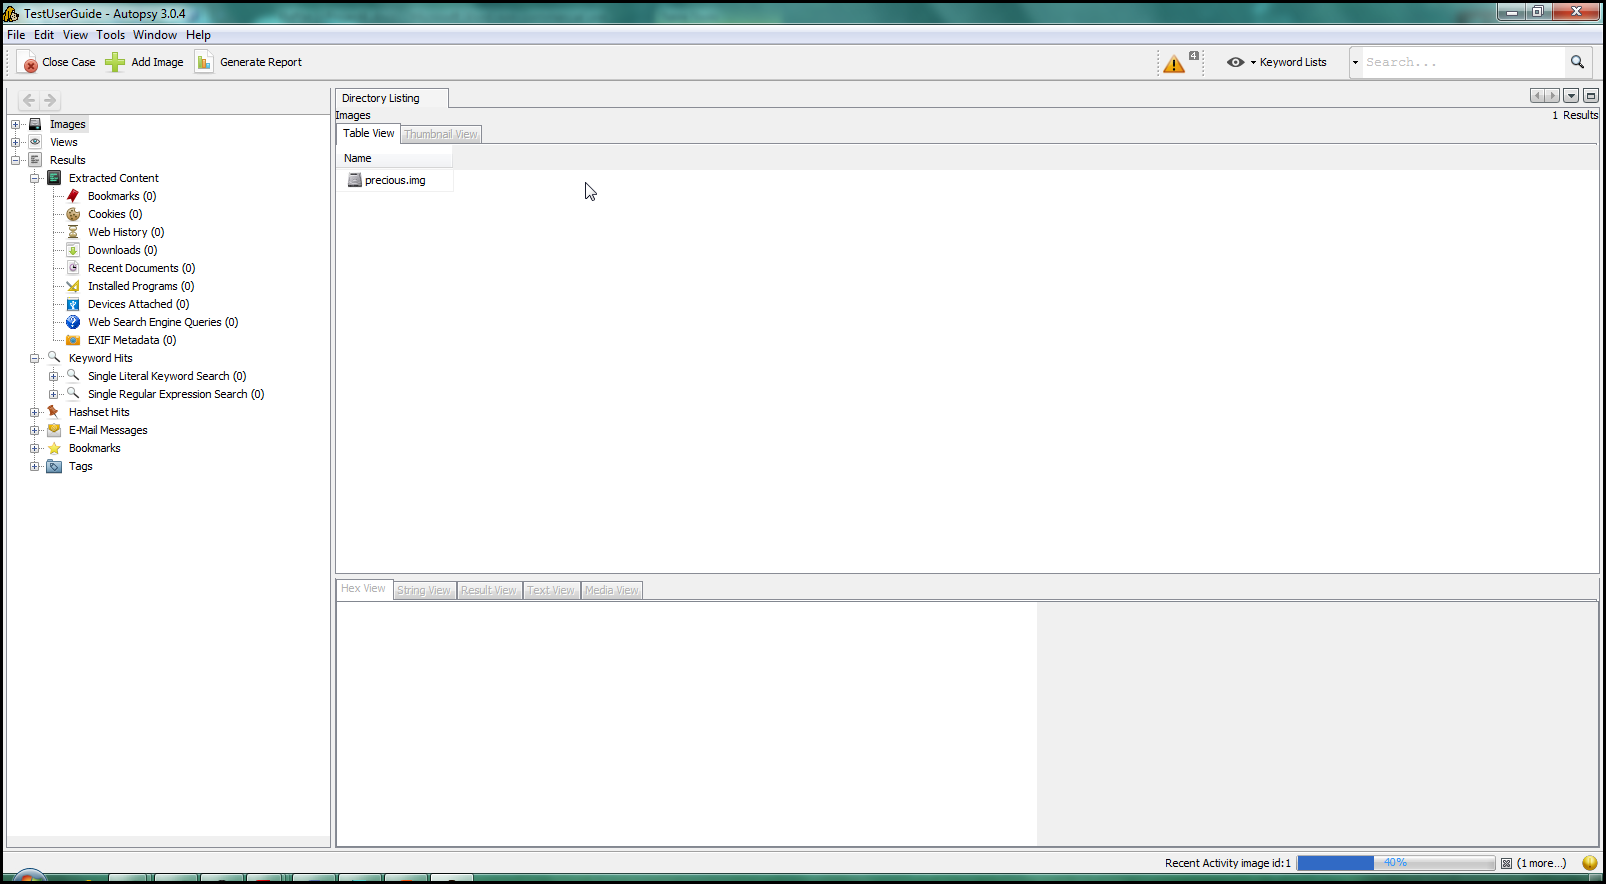 TestUserGuide - Autopsy 3.0.4
File Edit View Tools Window Help
Close Case Add Image Generate Report 4 Keyword Lists Search...
Images
Views
Results
Extracted Content
Bookmarks (0)
Cookies (0)
Web History (0)
Downloads (0)
Recent Documents (0)
Installed Programs (0)
Devices Attached (0)
Web Search Engine Queries (0)
EXIF Metadata (0)
Keyword Hits
Single Literal Keyword Search (0)
Single Regular Expression Search (0)
Hashset Hits
E-Mail Messages
Bookmarks
Tags
Directory Listing
Images 1 Results
Table View Thumbnail View
Name
precious.img
Hex View String View Result View Text View Media View
Recent Activity image id:1 40% (1 more...)